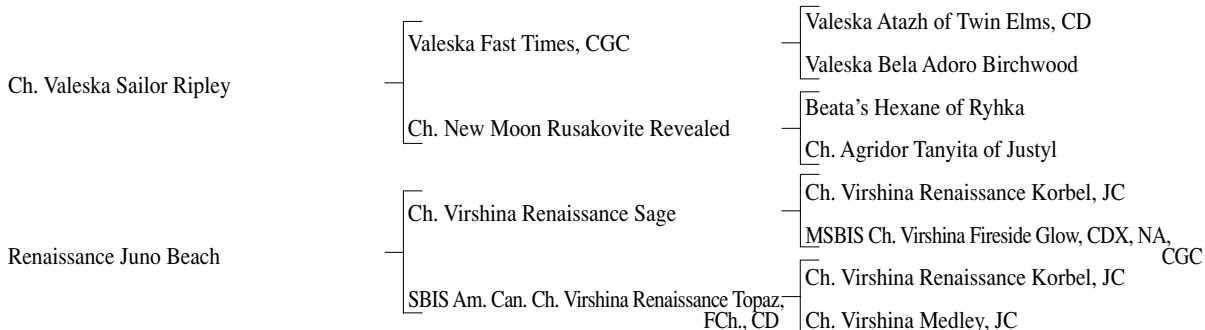 Valeska Atazh of Twin Elms, CD
Valeska Fast Times, CGC
Valeska Bela Adoro Birchwood
Ch. Valeska Sailor Ripley
Beata's Hexane of Ryhka
Ch. New Moon Rusakovite Revealed
Ch. Agridor Tanyita of Justyl
Ch. Virshina Renaissance Korbel, JC
Ch. Virshina Renaissance Sage
MSBIS Ch. Virshina Fireside Glow, CDX, NA,
CGC
Renaissance Juno Beach
Ch. Virshina Renaissance Korbel, JC
SBIS Am. Can. Ch. Virshina Renaissance Topaz,
FCh., CD
Ch. Virshina Medley, JC